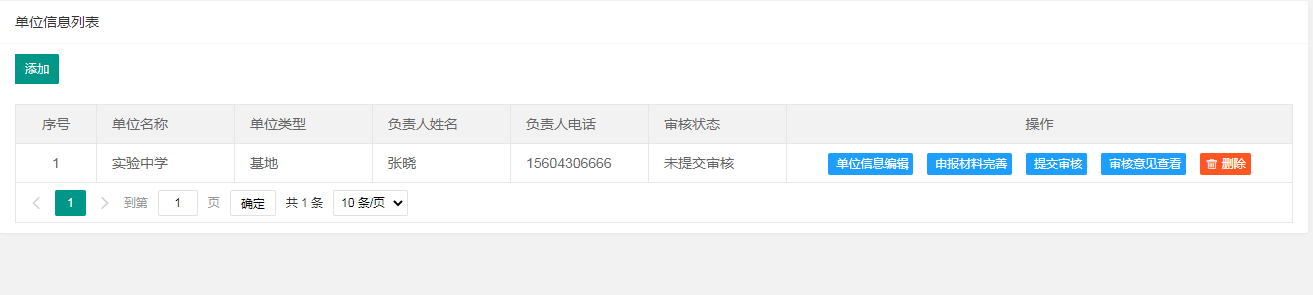 单位信息列表
添加
序号 单位名称 单位类型 负责人姓名 负责人电话 审核状态 操作
1 实验中学 基地 张晓 15604306666 未提交审核 单位信息编辑 申报材料完善 提交审核 审核意见查看 删除
1 到第 1 页 确定 共 1 条 10 条/页